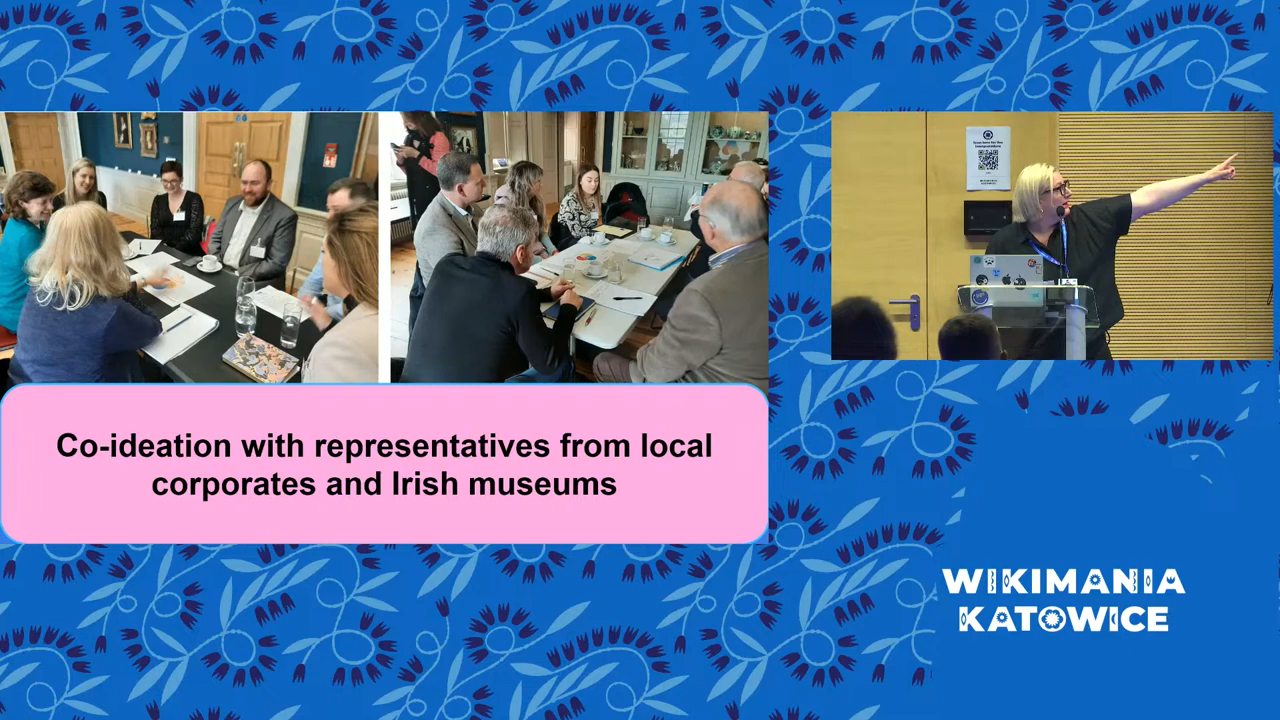 Co-ideation with representatives from local
corporates and Irish museums
WIKIMANIA
KATOWICE